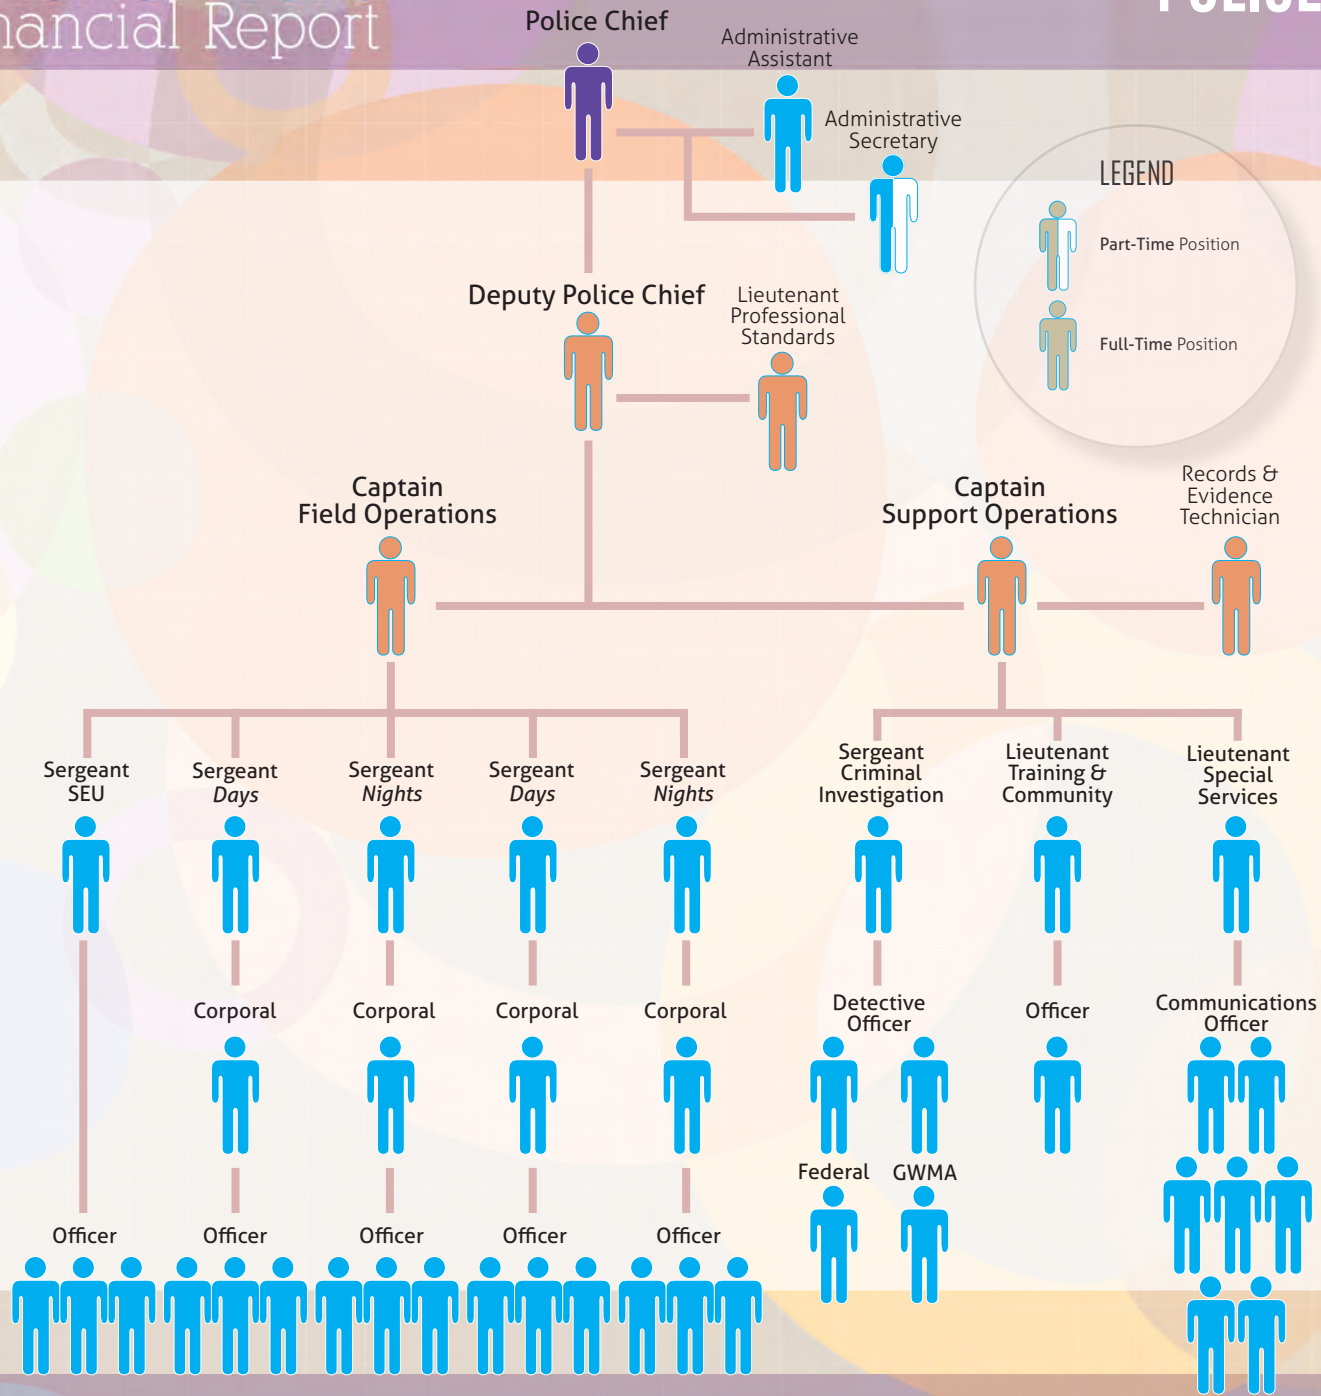 Report
Police Chief
Administrative
Assistant
Administrative
Secretary
LEGEND
Part-Time Position
Full-Time Position
Deputy Police Chief
Lieutenant
Professional
Standards
Captain
Field Operations
Captain
Support Operations
Records &
Evidence
Technician
Sergeant
SEU
Sergeant
Days
Sergeant
Nights
Sergeant
Days
Sergeant
Nights
Sergeant
Criminal
Investigation
Lieutenant
Training &
Community
Lieutenant
Special
Services
Corporal
Corporal
Corporal
Corporal
Detective
Officer
Officer
Communications
Officer
Federal
GWMA
Officer
Officer
Officer
Officer
Officer